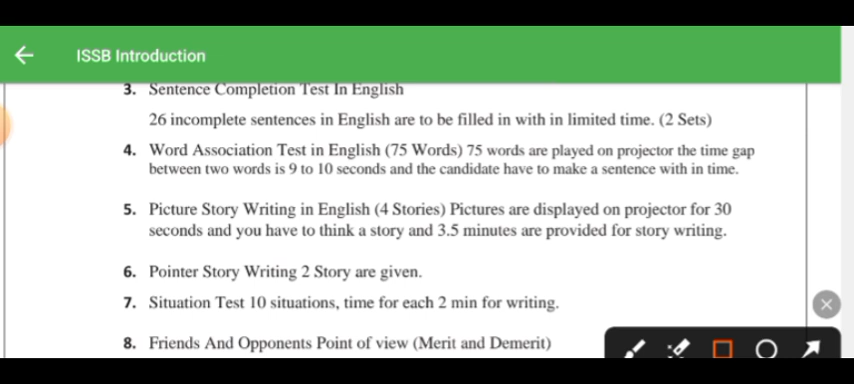 ISSB Introduction
3. Sentence Completion Test In English
26 incomplete sentences in English are to be filled in with in limited time. (2 Sets)
4. Word Association Test in English (75 Words) 75 words are played on projector the time gap
between two words is 9 to 10 seconds and the candidate have to make a sentence with in time.
5. Picture Story Writing in English (4 Stories) Pictures are displayed on projector for 30
seconds and you have to think a story and 3.5 minutes are provided for story writing.
6. Pointer Story Writing 2 Story are given.
7. Situation Test 10 situations, time for each 2 min for writing.
8. Friends And Opponents Point of view (Merit and Demerit)